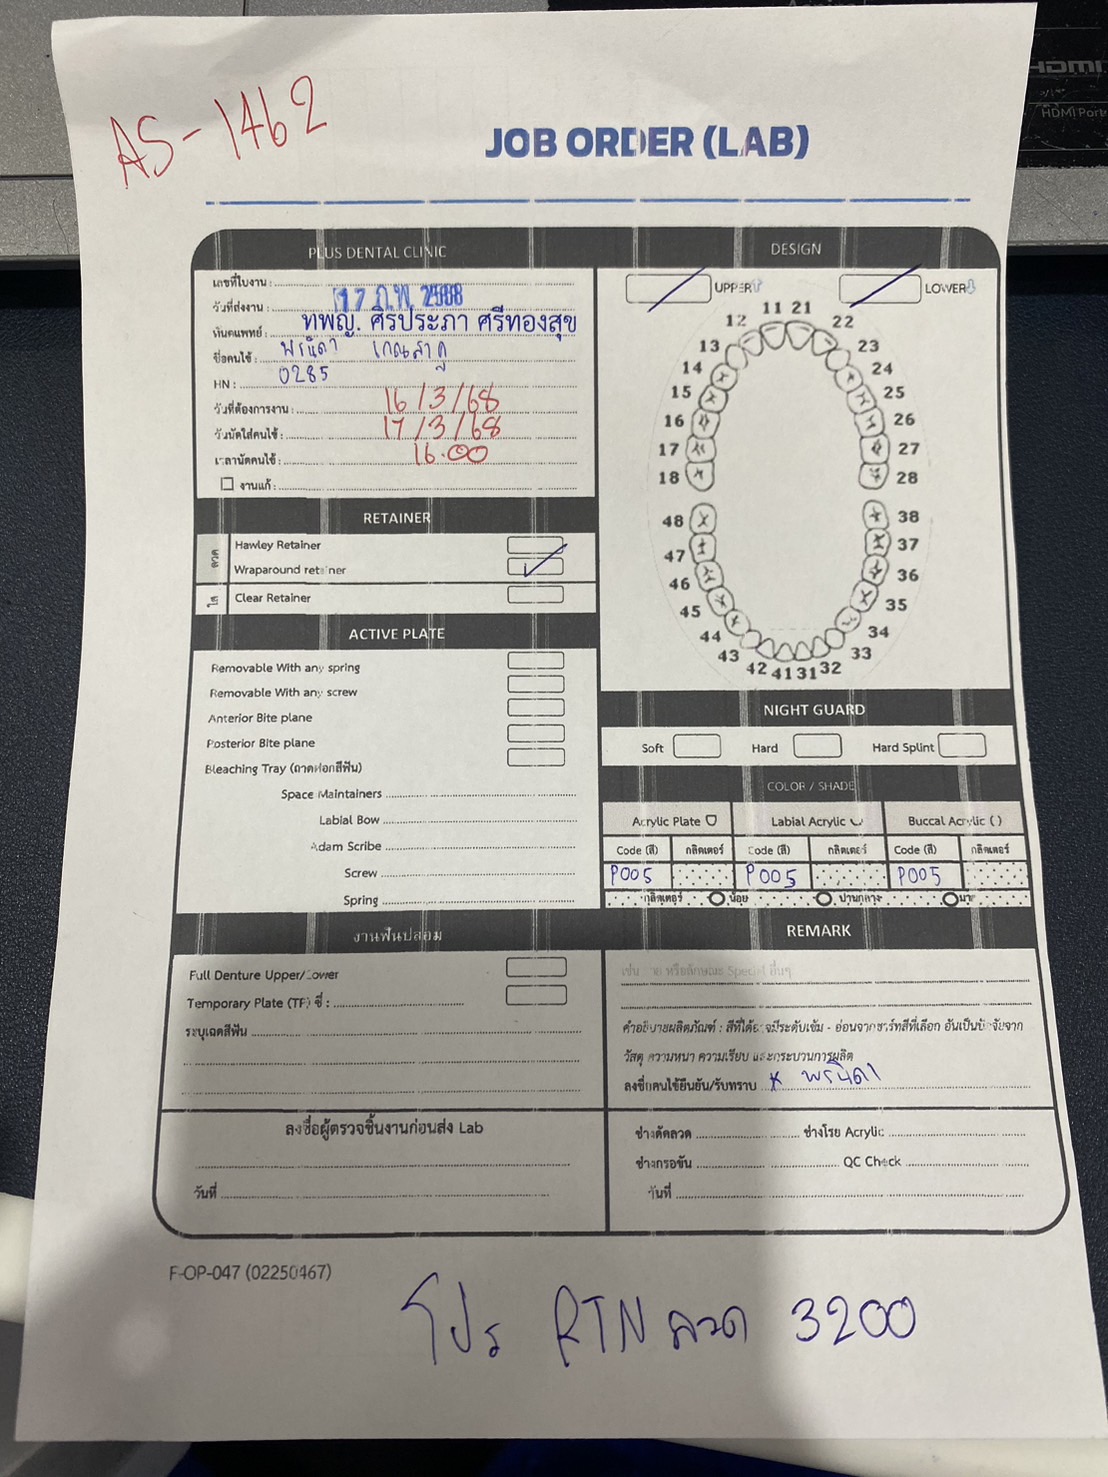 AS-1462
HDMI
HDMI Port
JOB ORDER (LAB)
PLUS DENTAL CLINIC
เลขที่ใบงาน :
วันที่ส่งงาน : 17 ก.พ. 2568
ทันตแพทย์ : ทพญ. ศิรประภา ศรีทองสุข
ชื่อคนไข้ : พรนิดา
HN : 0285
วันที่ต้องการงาน : 16/3/68
วันนัดใส่คนไข้ : 17/3/68
เวลานัดคนไข้ : 16.00
งานแก้ :
DESIGN
UPPER
LOWER
11 21
12 22
13 23
14 24
15 25
16 26
17 27
18 28
48 38
47 37
46 36
45 35
44 34
43 33
42 41 31 32
RETAINER
ลวด
Hawley Retainer
Wraparound retainer
ใส
Clear Retainer
ACTIVE PLATE
Removable With any spring
Removable With any screw
Anterior Bite plane
Posterior Bite plane
Bleaching Tray (ถาดฟอกสีฟัน)
Space Maintainers
Labial Bow
Adam Scribe
Screw
Spring
NIGHT GUARD
Soft Hard Hard Splint
COLOR / SHADE
Acrylic Plate Labial Acrylic Buccal Acrylic ( )
Code (สี) กลิตเตอร์ Code (สี) กลิตเตอร์ Code (สี) กลิตเตอร์
P005 P005 P005
กลิตเตอร์ น้อย ปานกลาง มาก
งานฟันปลอม
Full Denture Upper/Lower
Temporary Plate (TP) ซี่ :
ระบุเฉดสีฟัน
REMARK
เช่น ลาย หรือลักษณะ Special อื่นๆ
คำอธิบายผลิตภัณฑ์ : สีที่ได้อาจมีระดับเข้ม - อ่อนจากชาร์ทสีที่เลือก อันเป็นปัจจัยจาก
วัสดุ ความหนา ความเรียบ และกระบวนการผลิต
ลงชื่อคนไข้ยืนยัน/รับทราบ x พรนิดา
ลงชื่อผู้ตรวจชิ้นงานก่อนส่ง Lab
วันที่
ช่างดัดลวด ช่างโรย Acrylic
ช่างกรอขัน QC Check
วันที่
F-OP-047 (02250467)
โปร RTN ลวด 3200